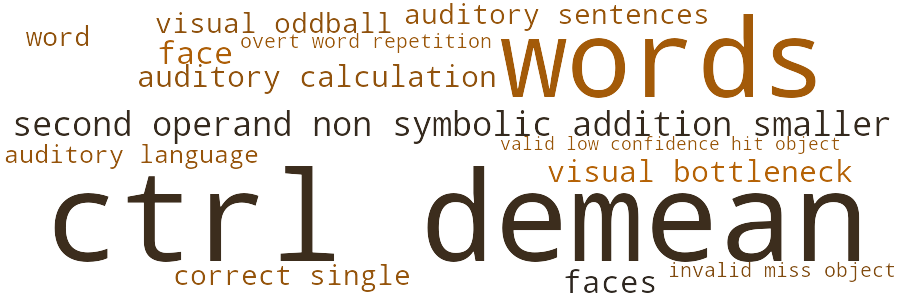 auditory sentences
visual oddball
word
overt word repetition
face
words
auditory calculation
second operand non symbolic addition smaller
valid low confidence hit object
auditory language
visual bottleneck
ctrl demean
correct single
invalid miss object
faces